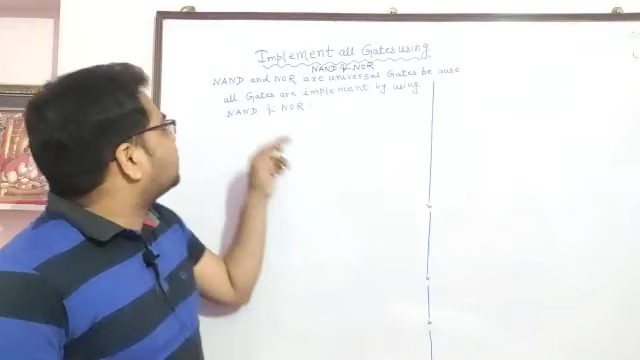 Implement all Gates using
NAND & NOR
NAND and NOR are universal Gates be cause
all Gates are implement by using
NAND & NOR.